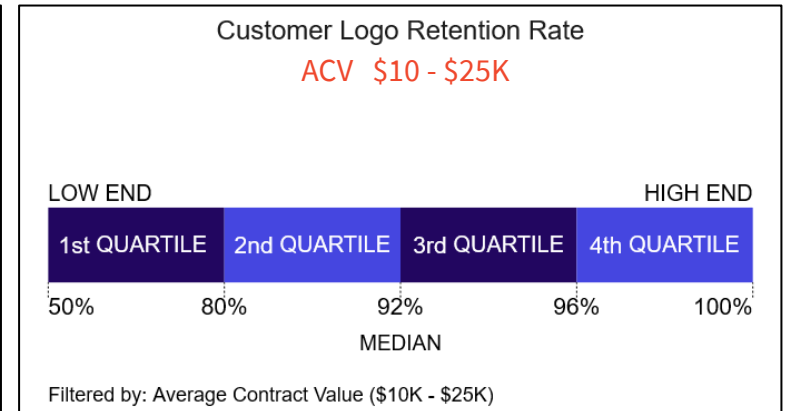 Customer Logo Retention Rate
ACV $10 - $25K
LOW END HIGH END
1st QUARTILE 2nd QUARTILE 3rd QUARTILE 4th QUARTILE
50% 80% 92% 96% 100%
MEDIAN
Filtered by: Average Contract Value ($10K - $25K)